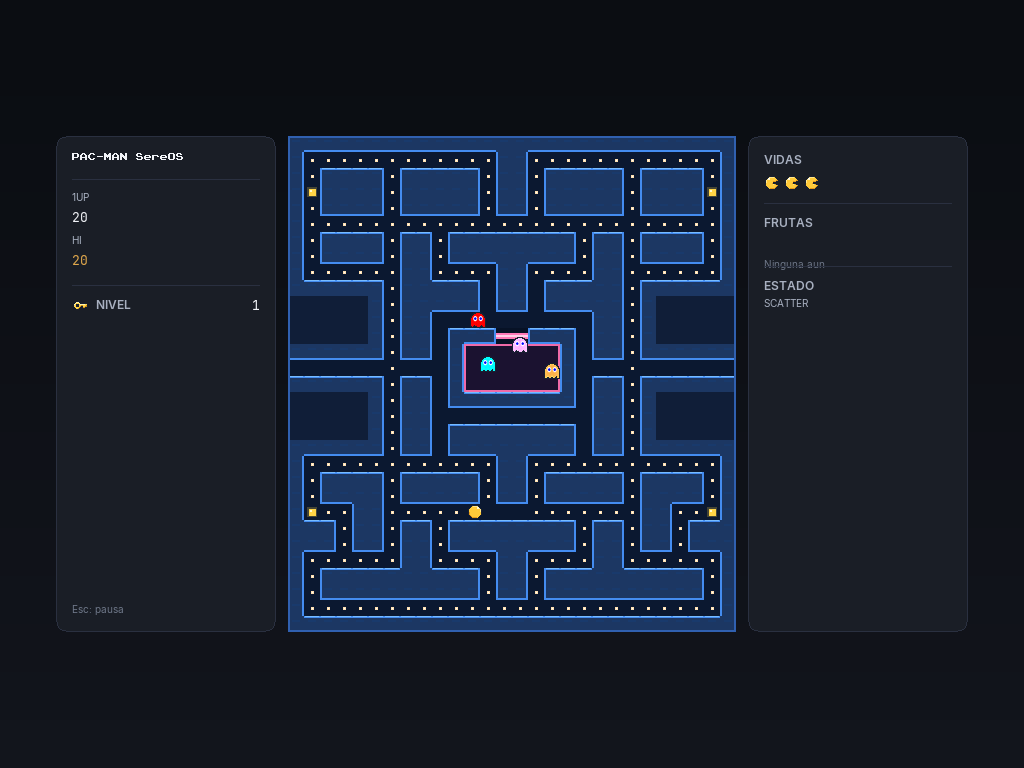 PAC-MAN SereOS
1UP
20
HI
20
NIVEL 1
Esc: pausa
VIDAS
FRUTAS
Ninguna aun
ESTADO
SCATTER